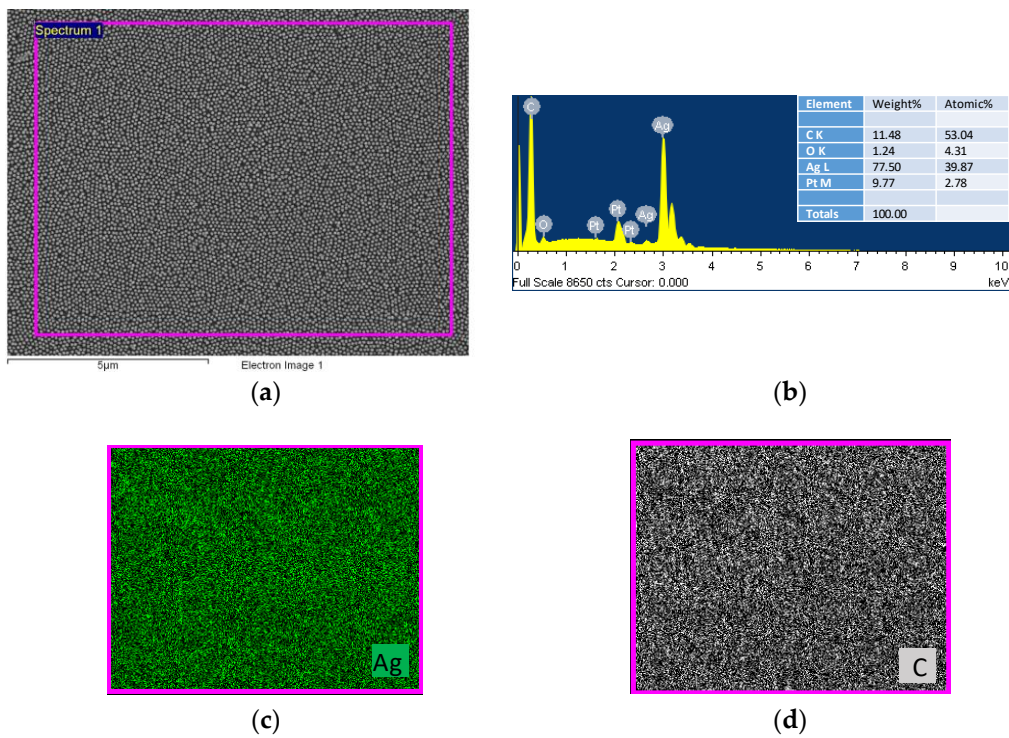 Spectrum 1
5µm
Electron Image 1
(a)
C
O
Pt
Pt
Pt
Ag
Ag
Element Weight% Atomic%
C K 11.48 53.04
O K 1.24 4.31
Ag L 77.50 39.87
Pt M 9.77 2.78
Totals 100.00
0 1 2 3 4 5 6 7 8 9 10
Full Scale 8650 cts Cursor: 0.000 keV
(b)
Ag
(c)
C
(d)